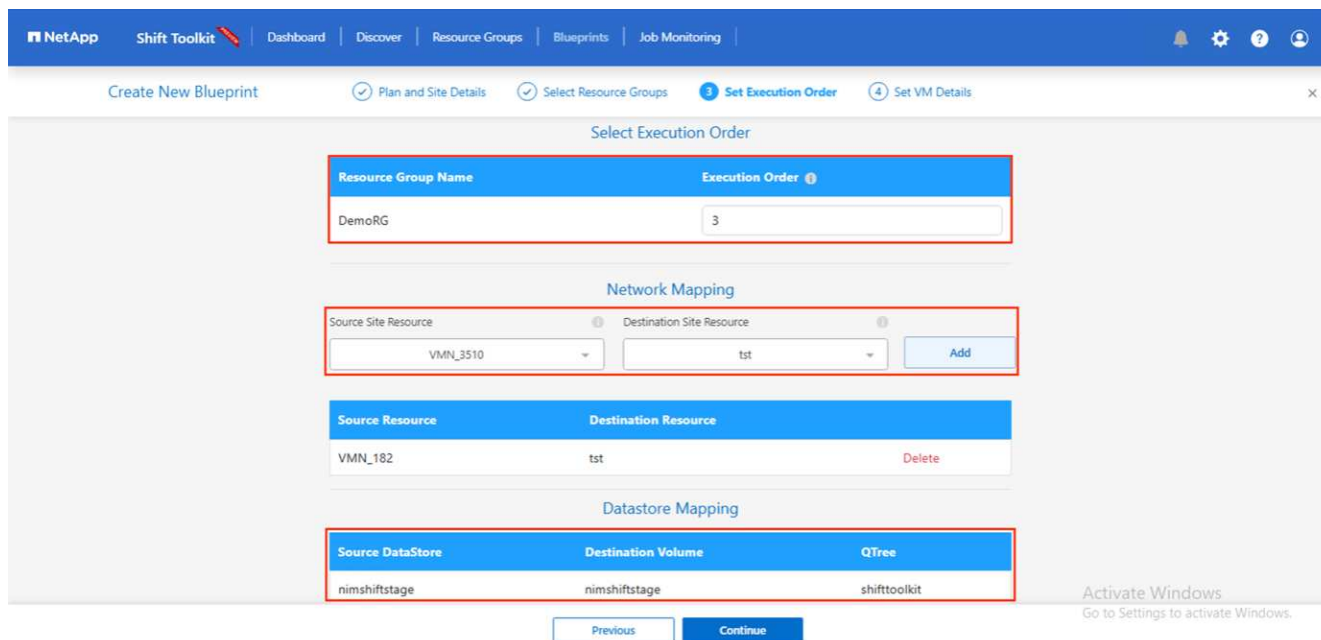 NetApp Shift Toolkit Dashboard Discover Resource Groups Blueprints Job Monitoring
Create New Blueprint Plan and Site Details Select Resource Groups 3 Set Execution Order 4 Set VM Details
Select Execution Order
Resource Group Name Execution Order
DemoRG 3
Network Mapping
Source Site Resource Destination Site Resource
VMN_3510 tst Add
Source Resource Destination Resource
VMN_182 tst Delete
Datastore Mapping
Source DataStore Destination Volume QTree
nimshiftstage nimshiftstage shifttoolkit
Activate Windows
Go to Settings to activate Windows.
Previous Continue